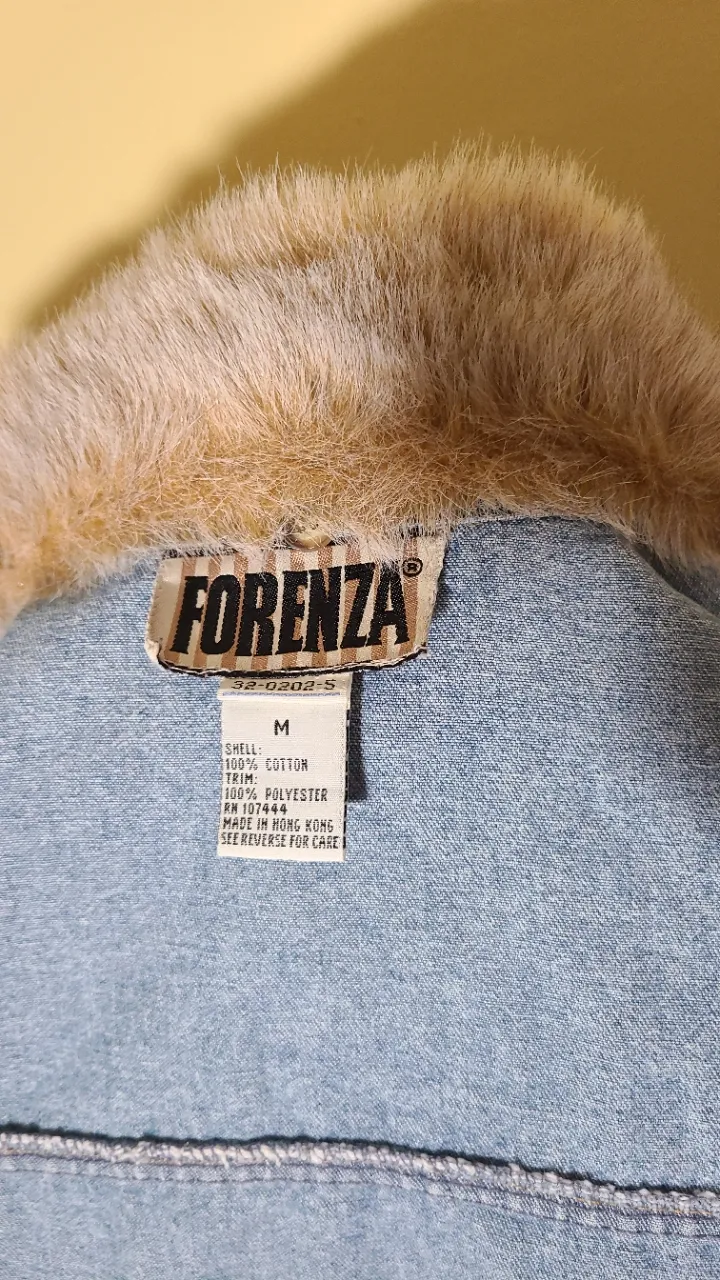 FORENZA®
32-0202-5
M
SHELL:
100% COTTON
TRIM:
100% POLYESTER
RN 107444
MADE IN HONG KONG
SEE REVERSE FOR CARE